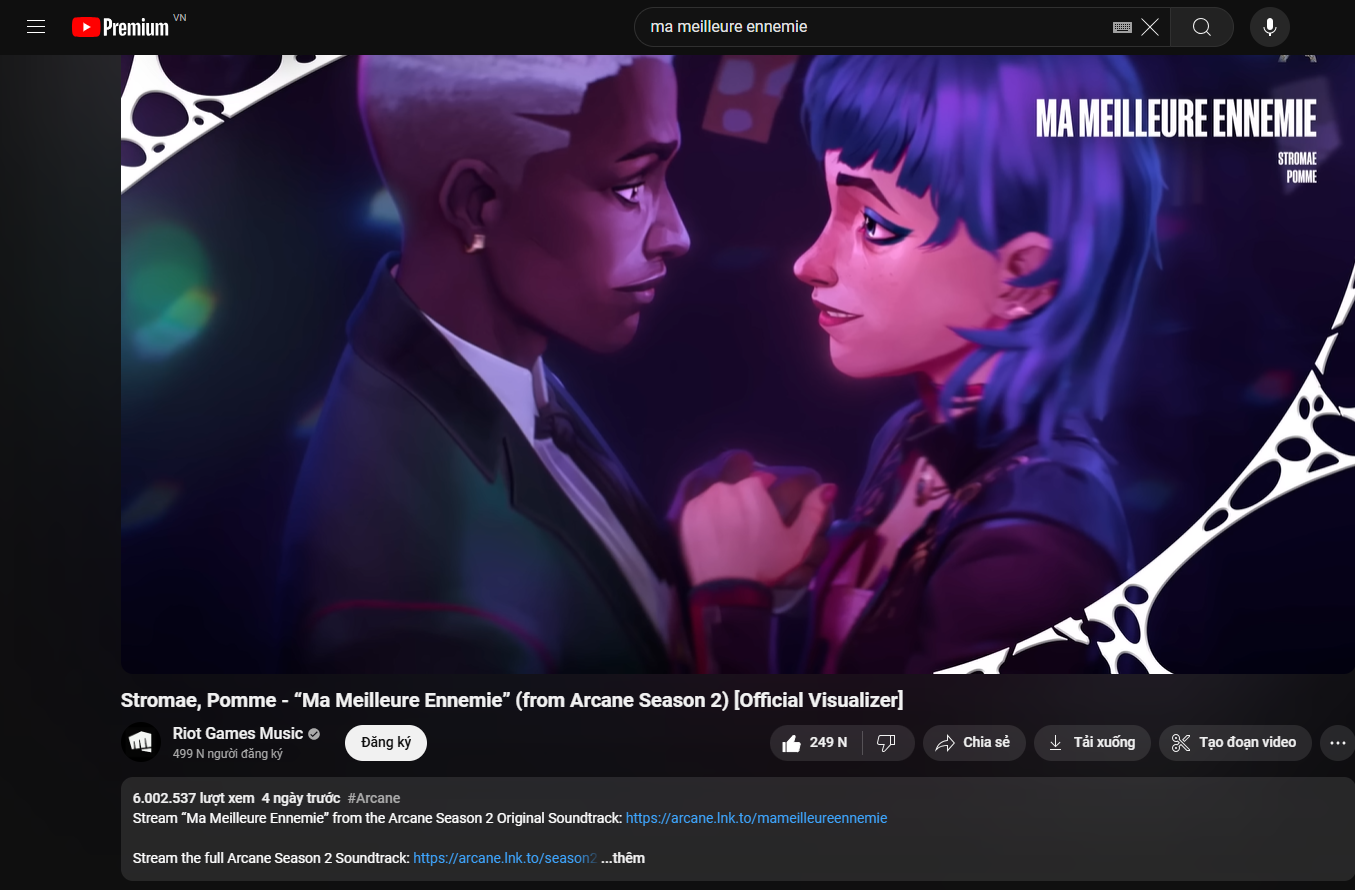 Premium VN
ma meilleure ennemie
MA MEILLEURE ENNEMIE
STROMAE
POMME
Stromae, Pomme - “Ma Meilleure Ennemie” (from Arcane Season 2) [Official Visualizer]
Riot Games Music
499 N người đăng ký
Đăng ký
249 N
Chia sẻ
Tải xuống
Tạo đoạn video
6.002.537 lượt xem 4 ngày trước #Arcane
Stream “Ma Meilleure Ennemie” from the Arcane Season 2 Original Soundtrack: https://arcane.lnk.to/mameilleureennemie
Stream the full Arcane Season 2 Soundtrack: https://arcane.lnk.to/season2 ...thêm